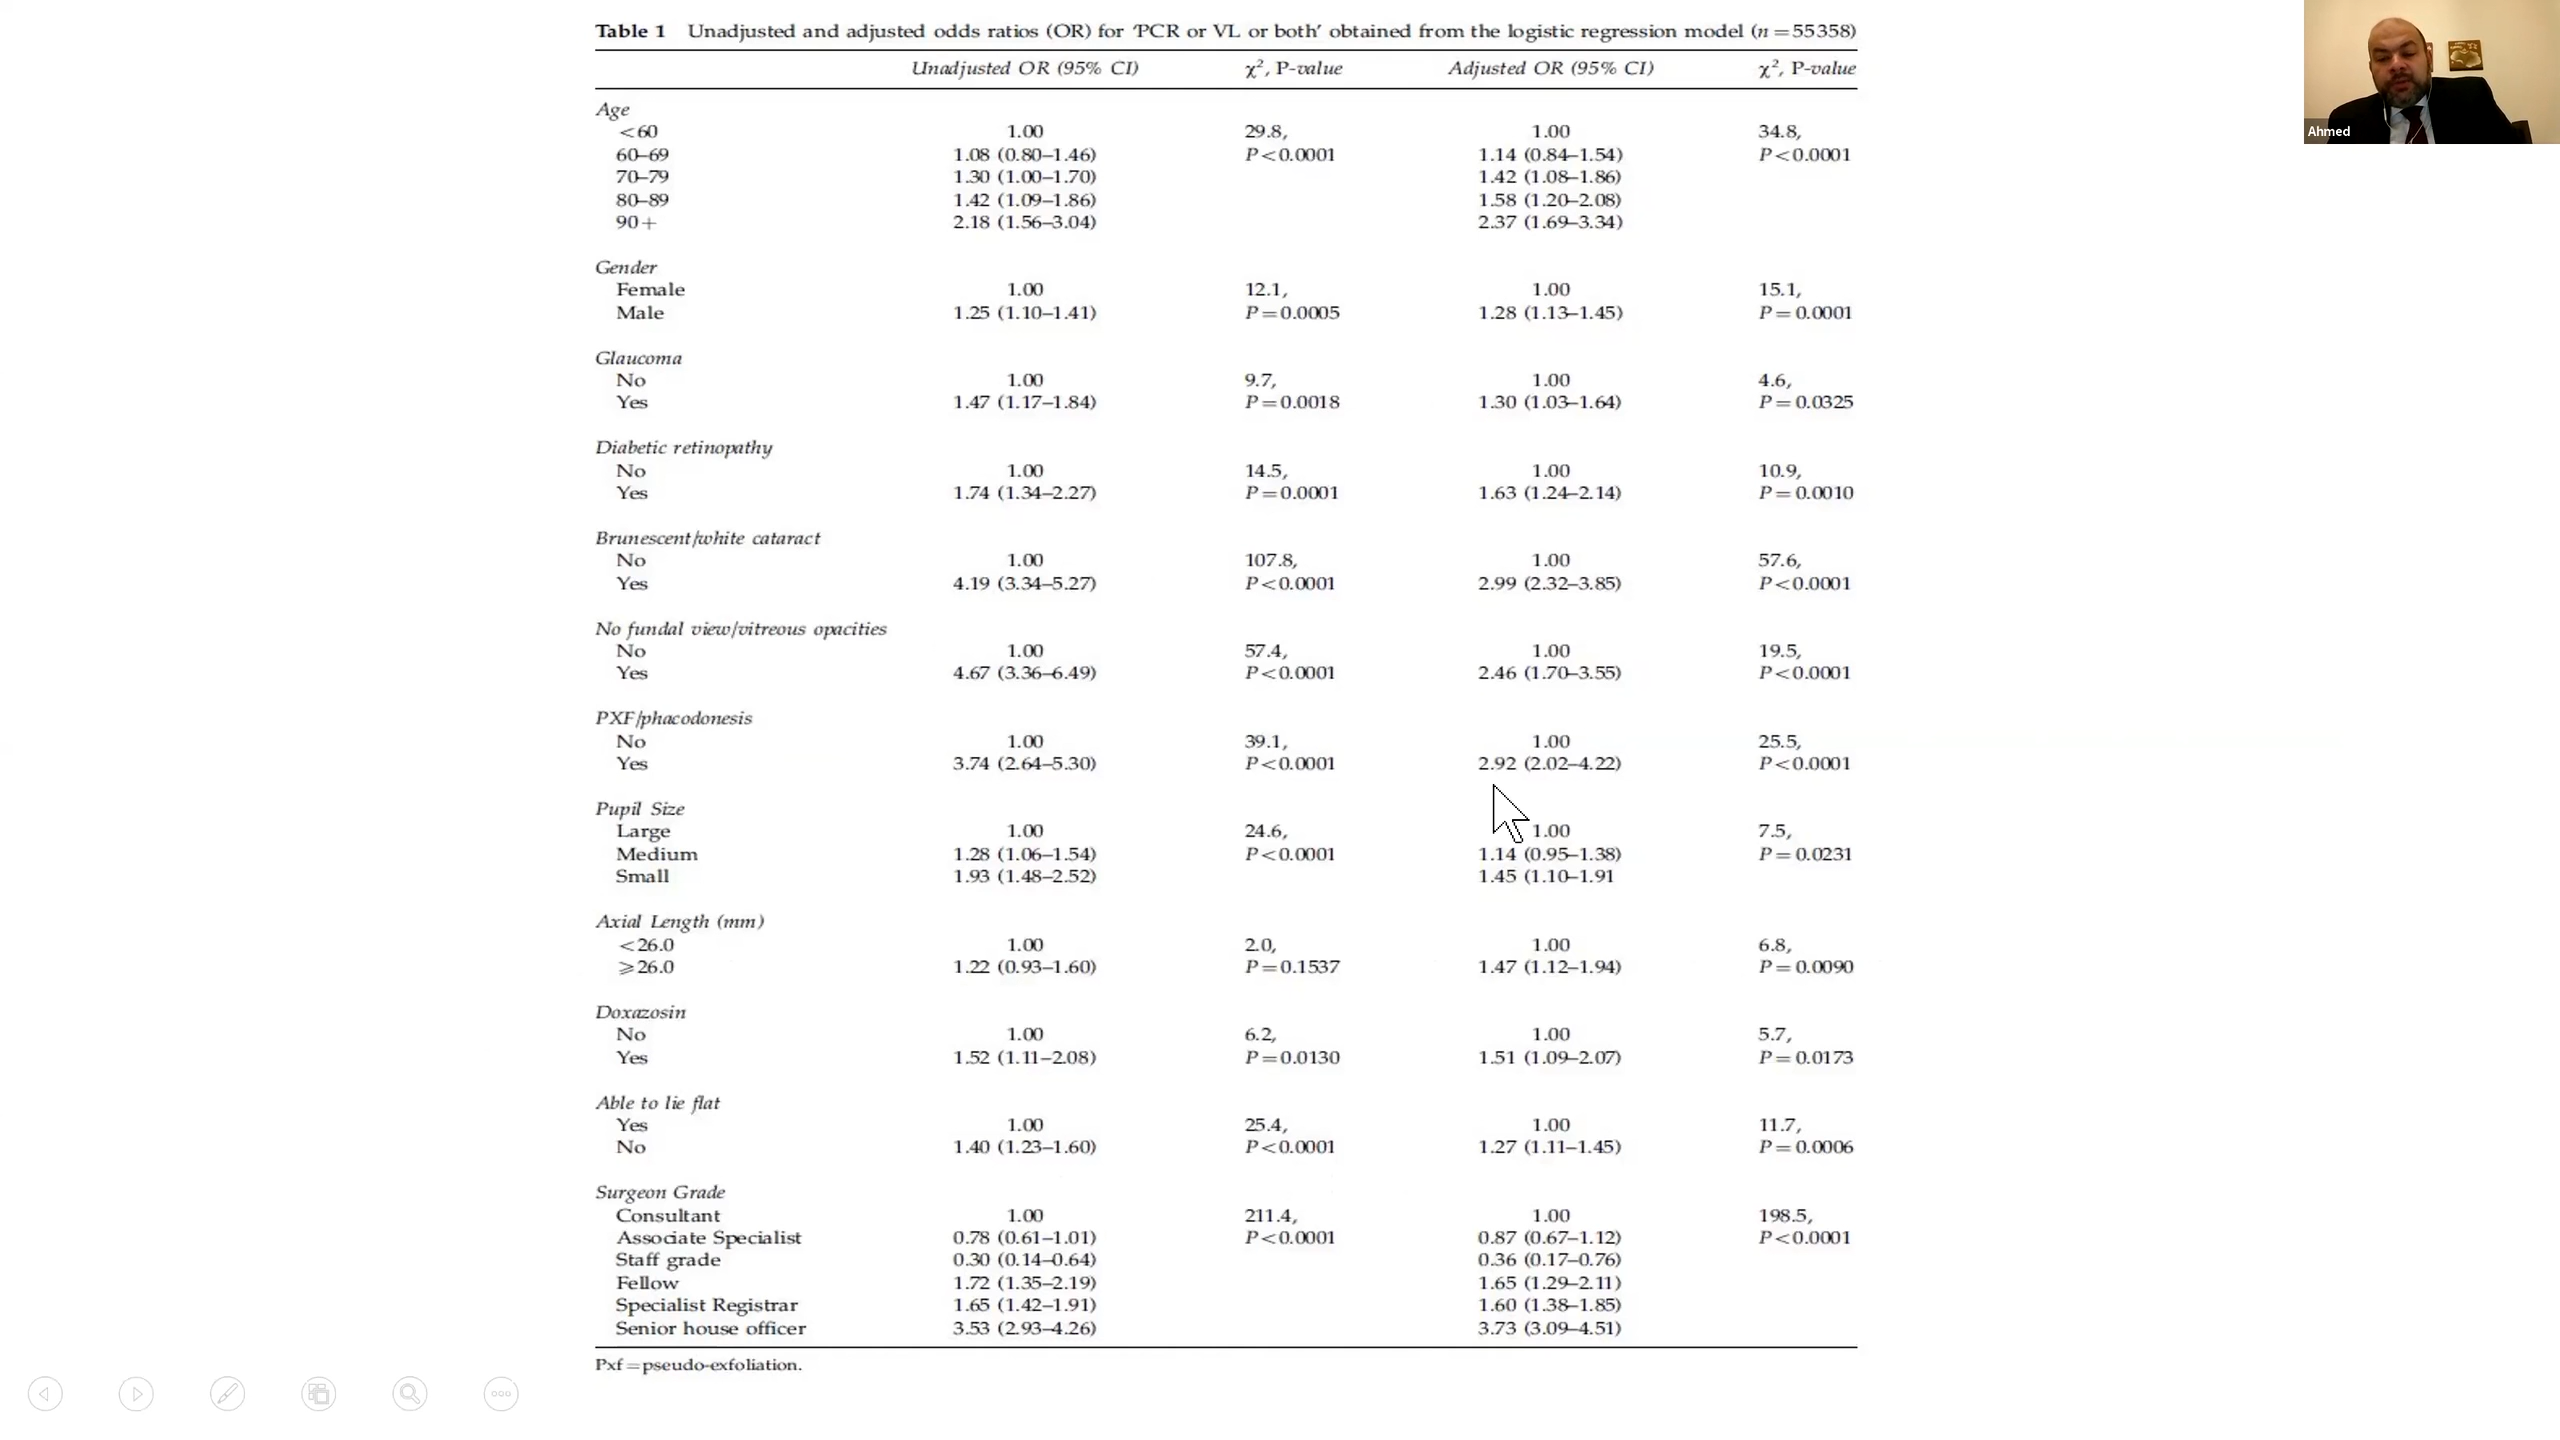 Table 1 Unadjusted and adjusted odds ratios (OR) for 'PCR or VL or both' obtained from the logistic regression model (n = 55358)
Unadjusted OR (95% CI) χ², P-value Adjusted OR (95% CI) χ², P-value
Age
<60 1.00 29.8, 1.00 34.8,
60–69 1.08 (0.80–1.46) P<0.0001 1.14 (0.84–1.54) P<0.0001
70–79 1.30 (1.00–1.70) 1.42 (1.08–1.86)
80–89 1.42 (1.09–1.86) 1.58 (1.20–2.08)
90+ 2.18 (1.56–3.04) 2.37 (1.69–3.34)
Gender
Female 1.00 12.1, 1.00 15.1,
Male 1.25 (1.10–1.41) P=0.0005 1.28 (1.13–1.45) P=0.0001
Glaucoma
No 1.00 9.7, 1.00 4.6,
Yes 1.47 (1.17–1.84) P=0.0018 1.30 (1.03–1.64) P=0.0325
Diabetic retinopathy
No 1.00 14.5, 1.00 10.9,
Yes 1.74 (1.34–2.27) P=0.0001 1.63 (1.24–2.14) P=0.0010
Brunescent/white cataract
No 1.00 107.8, 1.00 57.6,
Yes 4.19 (3.34–5.27) P<0.0001 2.99 (2.32–3.85) P<0.0001
No fundal view/vitreous opacities
No 1.00 57.4, 1.00 19.5,
Yes 4.67 (3.36–6.49) P<0.0001 2.46 (1.70–3.55) P<0.0001
PXF/phacodonesis
No 1.00 39.1, 1.00 25.5,
Yes 3.74 (2.64–5.30) P<0.0001 2.92 (2.02–4.22) P<0.0001
Pupil Size
Large 1.00 24.6, 1.00 7.5,
Medium 1.28 (1.06–1.54) P<0.0001 1.14 (0.95–1.38) P=0.0231
Small 1.93 (1.48–2.52) 1.45 (1.10–1.91
Axial Length (mm)
<26.0 1.00 2.0, 1.00 6.8,
⩾26.0 1.22 (0.93–1.60) P=0.1537 1.47 (1.12–1.94) P=0.0090
Doxazosin
No 1.00 6.2, 1.00 5.7,
Yes 1.52 (1.11–2.08) P=0.0130 1.51 (1.09–2.07) P=0.0173
Able to lie flat
Yes 1.00 25.4, 1.00 11.7,
No 1.40 (1.23–1.60) P<0.0001 1.27 (1.11–1.45) P=0.0006
Surgeon Grade
Consultant 1.00 211.4, 1.00 198.5,
Associate Specialist 0.78 (0.61–1.01) P<0.0001 0.87 (0.67–1.12) P<0.0001
Staff grade 0.30 (0.14–0.64) 0.36 (0.17–0.76)
Fellow 1.72 (1.35–2.19) 1.65 (1.29–2.11)
Specialist Registrar 1.65 (1.42–1.91) 1.60 (1.38–1.85)
Senior house officer 3.53 (2.93–4.26) 3.73 (3.09–4.51)
Pxf=pseudo-exfoliation.
Ahmed